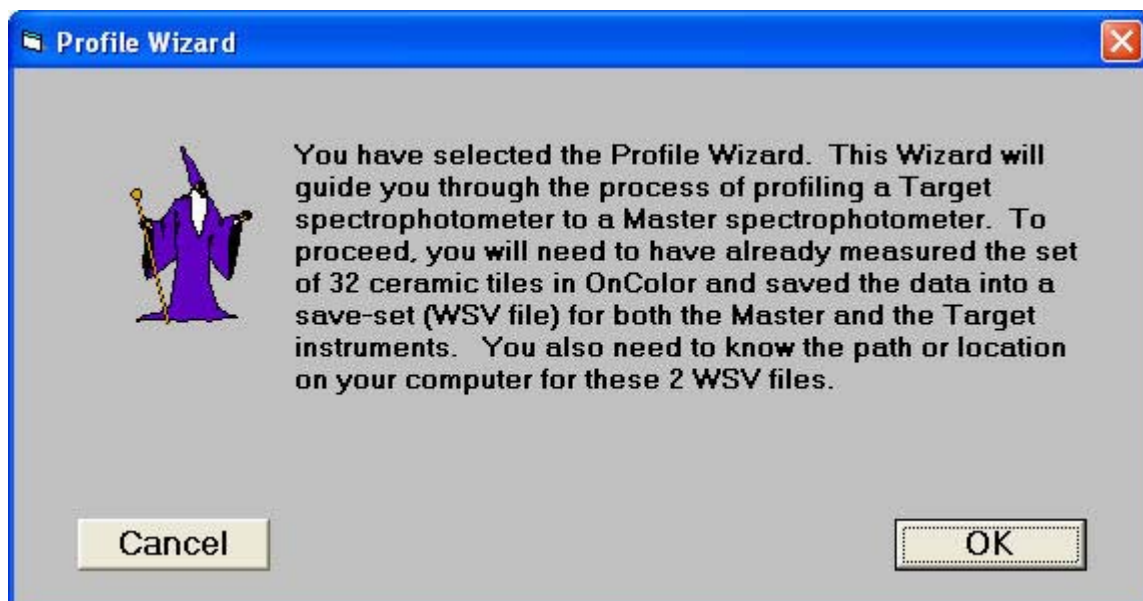 Profile Wizard
You have selected the Profile Wizard.  This Wizard will
guide you through the process of profiling a Target
spectrophotometer to a Master spectrophotometer.  To
proceed, you will need to have already measured the set
of 32 ceramic tiles in OnColor and saved the data into a
save-set (WSV file) for both the Master and the Target
instruments.   You also need to know the path or location
on your computer for these 2 WSV files.
Cancel
OK